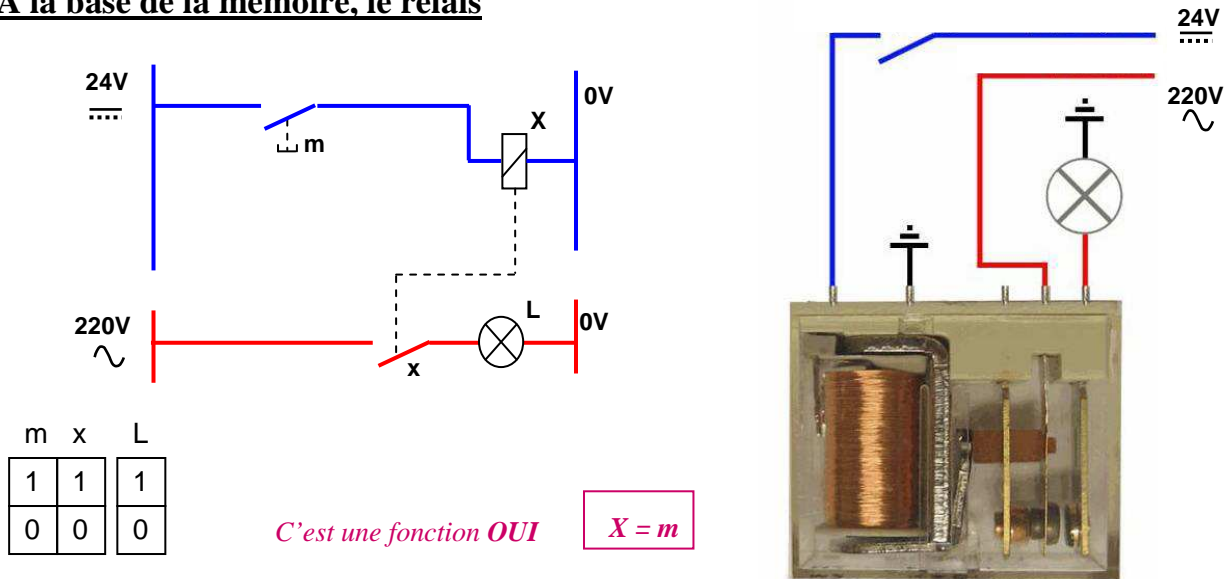 A la base de la mémoire, le relais
24V
0V
X
m
220V
L
0V
x
m x L
1 1 1
0 0 0
C'est une fonction OUI
X = m
24V
220V